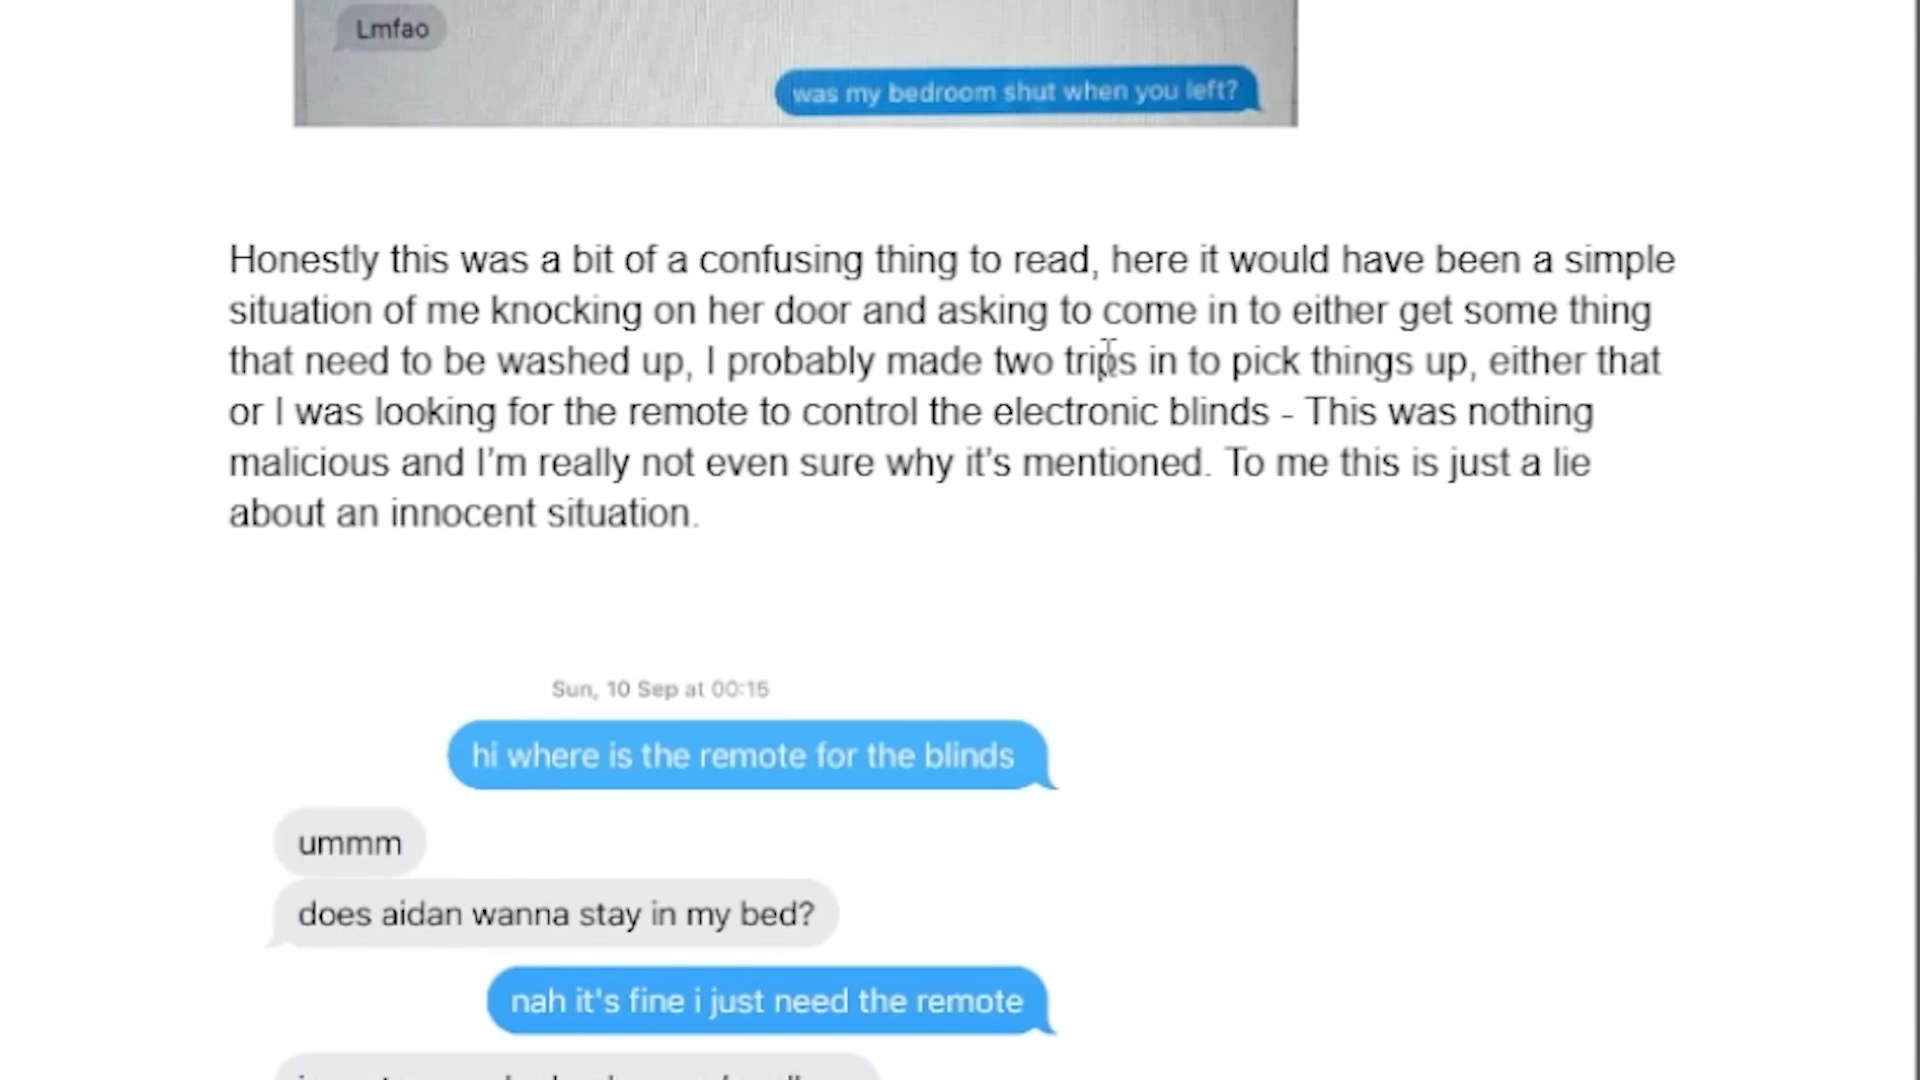 Lmfao
was my bedroom shut when you left?
Honestly this was a bit of a confusing thing to read, here it would have been a simple
situation of me knocking on her door and asking to come in to either get some thing
that need to be washed up, I probably made two trips in to pick things up, either that
or I was looking for the remote to control the electronic blinds - This was nothing
malicious and I'm really not even sure why it's mentioned. To me this is just a lie
about an innocent situation.
Sun, 10 Sep at 00:15
hi where is the remote for the blinds
ummm
does aidan wanna stay in my bed?
nah it's fine i just need the remote